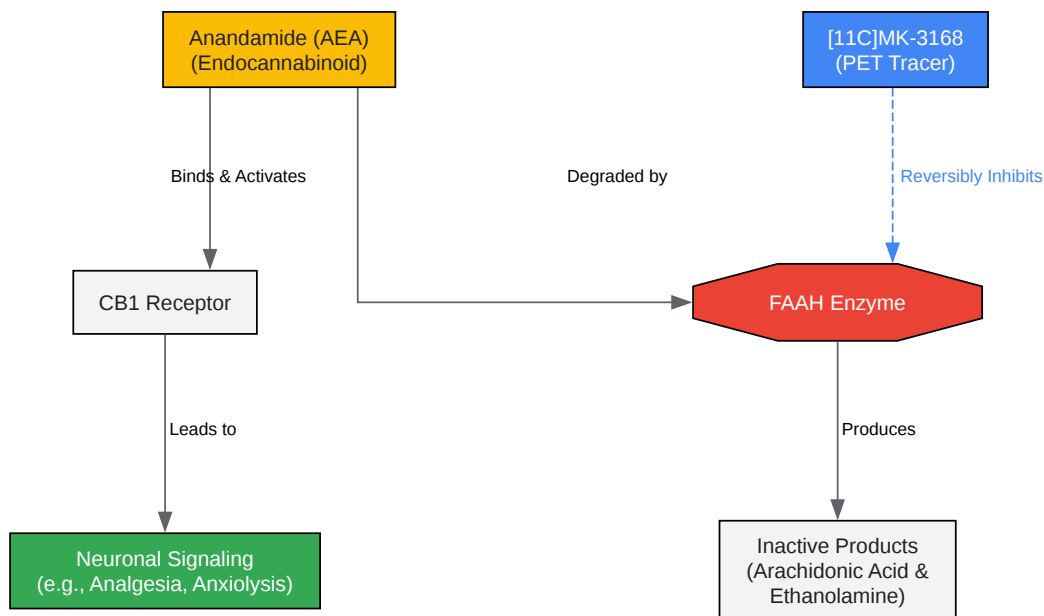 Anandamide (AEA)
(Endocannabinoid)
[11C]MK-3168
(PET Tracer)
Binds & Activates
Degraded by
Reversibly Inhibits
CB1 Receptor
FAAH Enzyme
Leads to
Produces
Neuronal Signaling
(e.g., Analgesia, Anxiolysis)
Inactive Products
(Arachidonic Acid &
Ethanolamine)